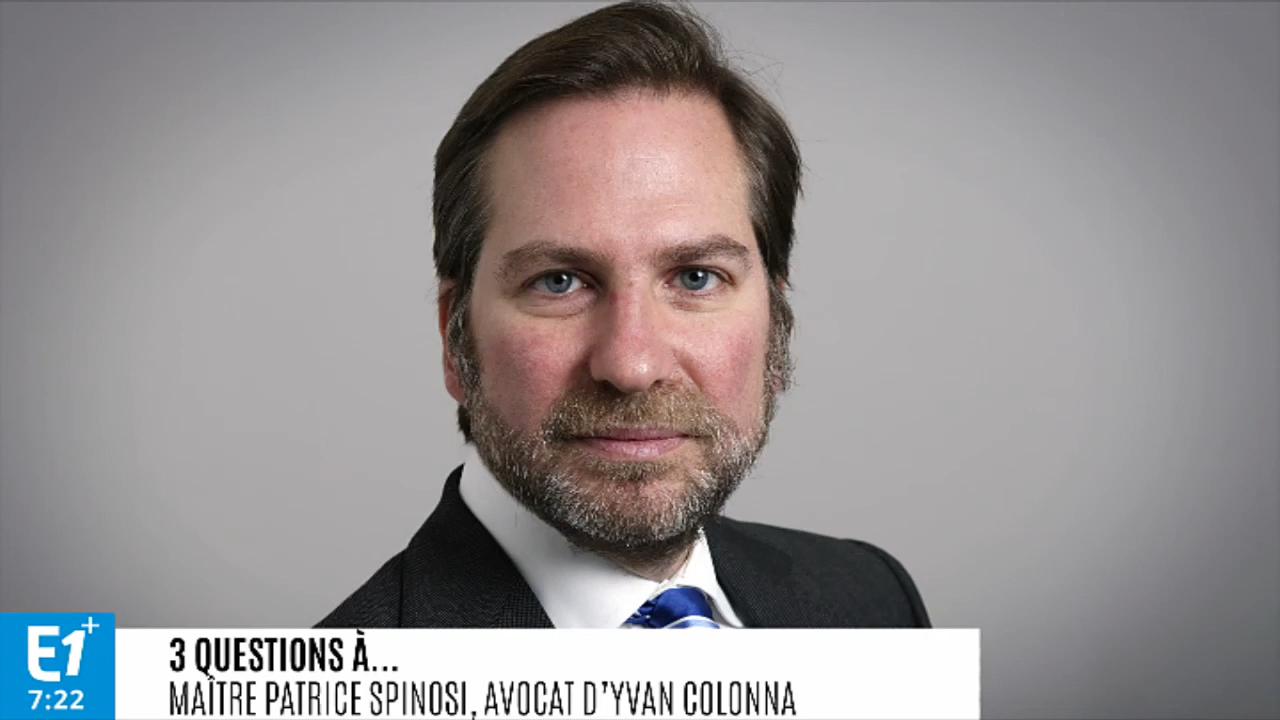 3 QUESTIONS À...
MAÎTRE PATRICE SPINOSI, AVOCAT D'YVAN COLONNA
E1+
7:22